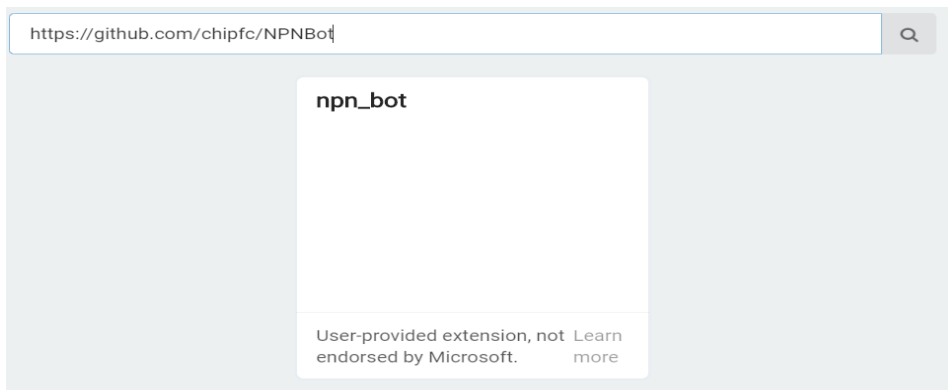 https://github.com/chipfc/NPNBot
npn_bot
User-provided extension, not
endorsed by Microsoft.
Learn
more